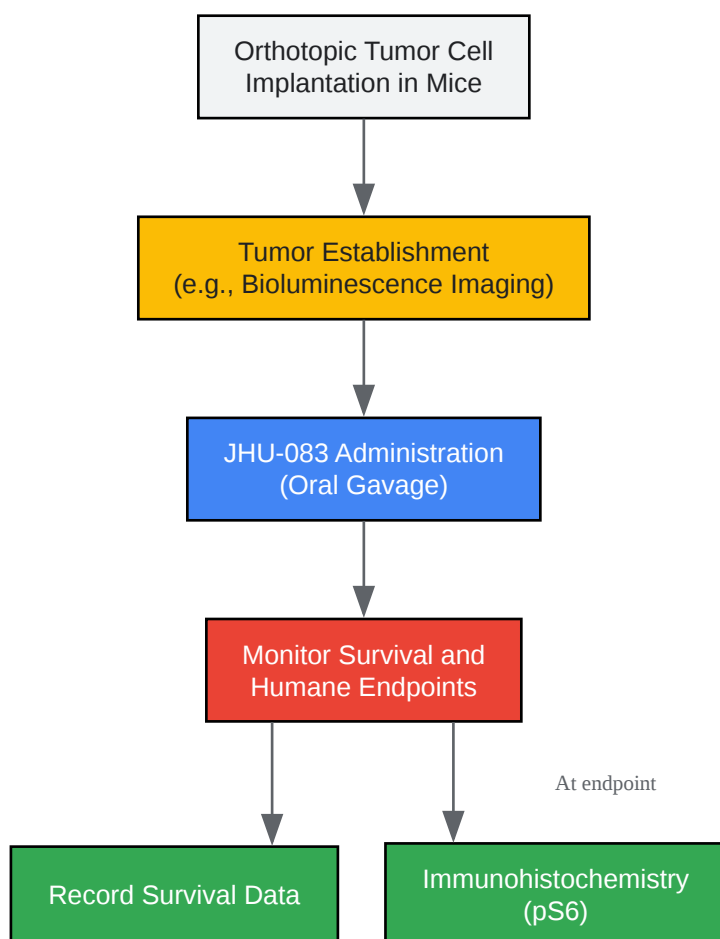 Orthotopic Tumor Cell
Implantation in Mice
Tumor Establishment
(e.g., Bioluminescence Imaging)
JHU-083 Administration
(Oral Gavage)
Monitor Survival and
Humane Endpoints
At endpoint
Record Survival Data
Immunohistochemistry
(pS6)